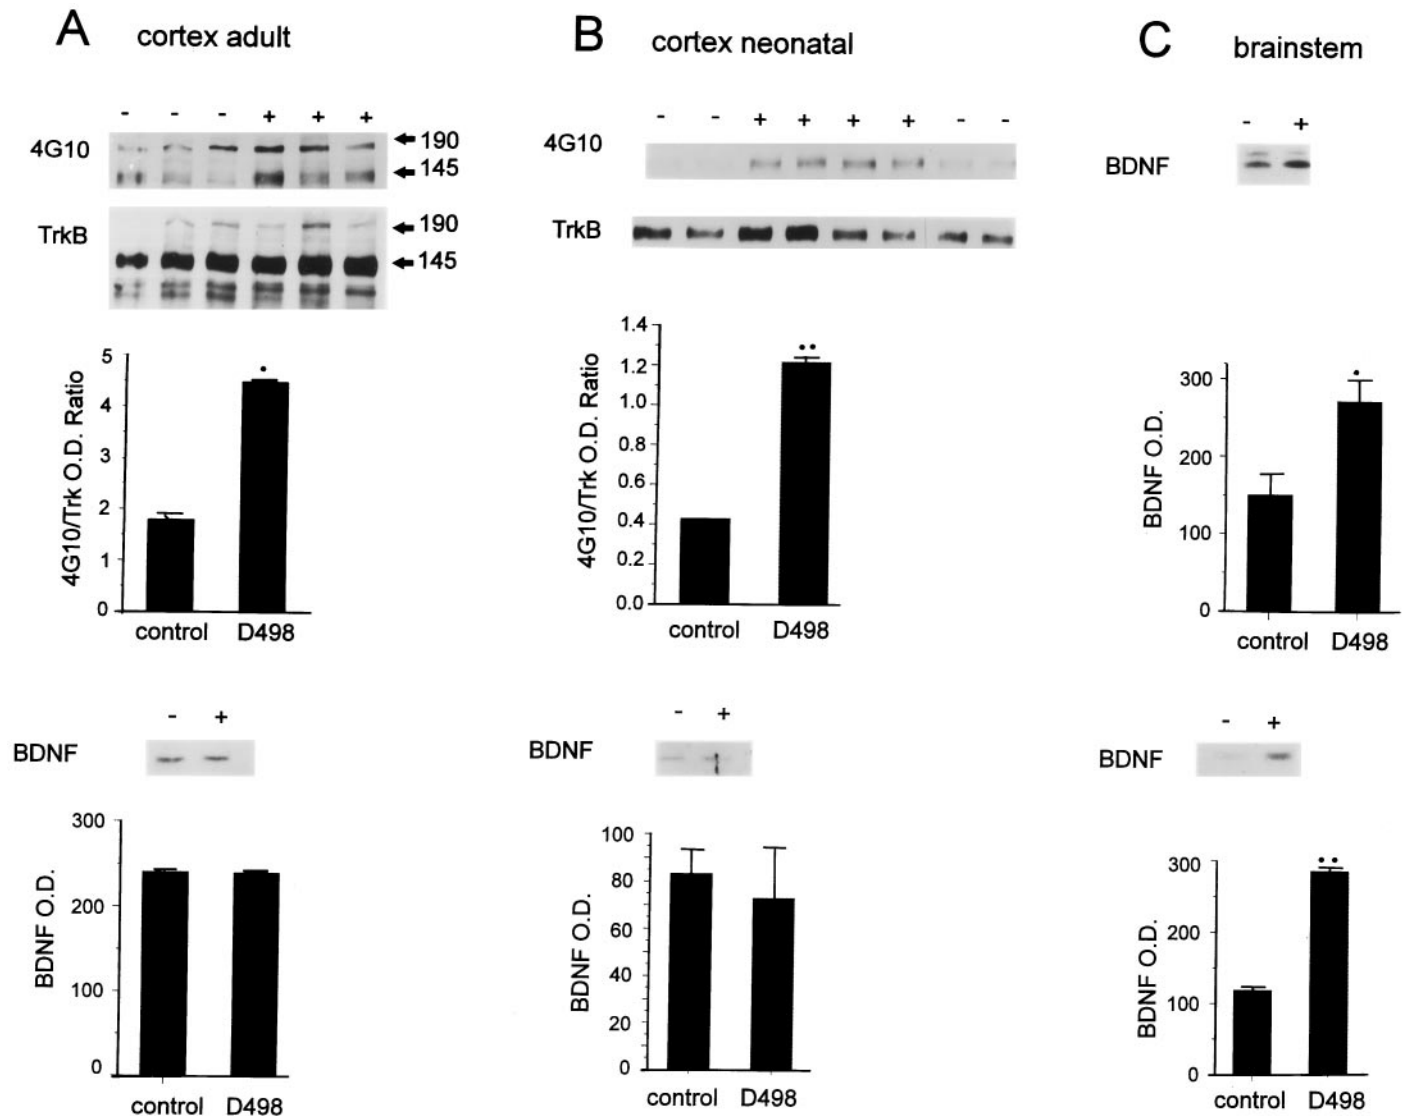 A cortex adult
- - - + + +
4G10
190
145
TrkB
190
145
4G10/Trk O.D. Ratio
5
4
3
2
1
0
control D498
- +
BDNF
BDNF O.D.
300
200
100
0
control D498
B cortex neonatal
- - + + + + - -
4G10
TrkB
4G10/Trk O.D. Ratio
1.4
1.2
1.0
0.8
0.6
0.4
0.2
0.0
control D498
- +
BDNF
BDNF O.D.
100
80
60
40
20
0
control D498
C brainstem
- +
BDNF
BDNF O.D.
300
200
100
0
control D498
- +
BDNF
BDNF O.D.
300
200
100
0
control D498